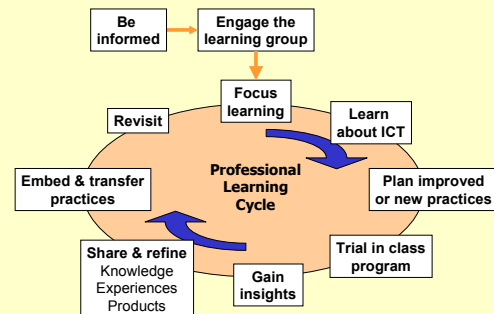 Be
informed
Engage the
learning group
Focus
learning
Learn
about ICT
Plan improved
or new practices
Trial in class
program
Gain
insights
Share & refine
Knowledge
Experiences
Products
Embed & transfer
practices
Revisit
Professional
Learning
Cycle